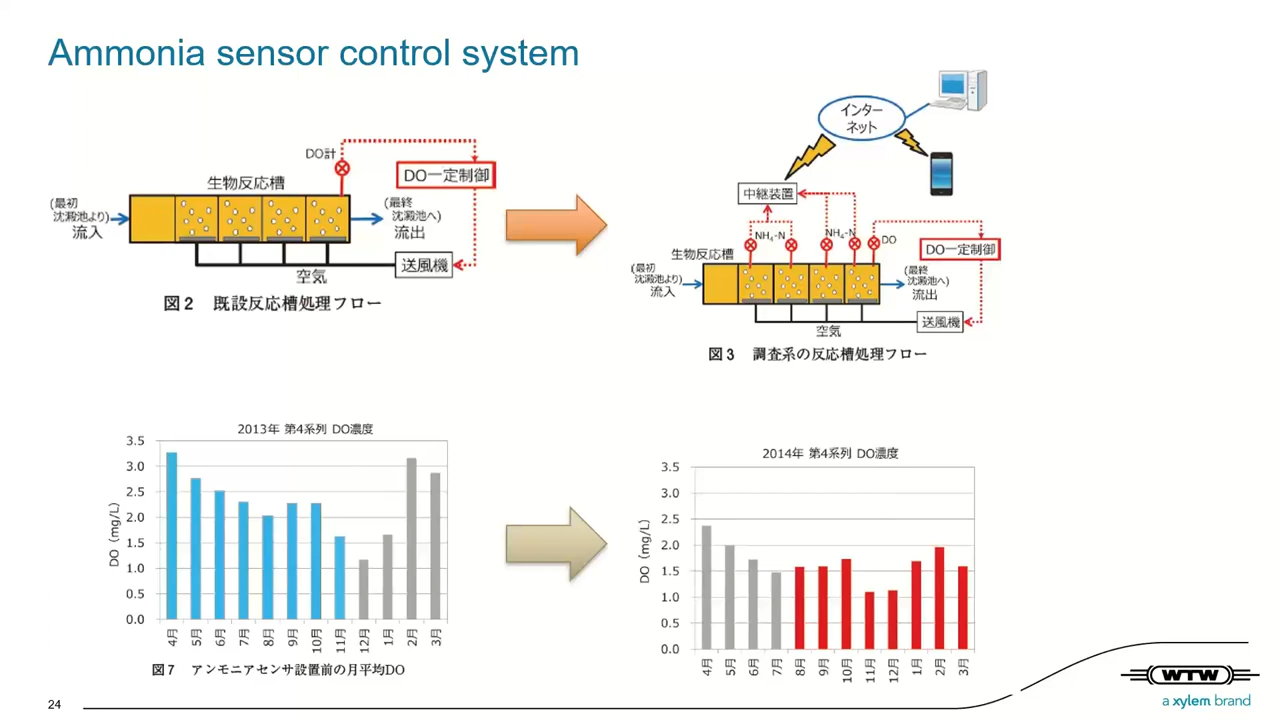 Ammonia sensor control system
DO計
DO一定制御
生物反応槽
(最初
沈澱池より)
流入
(最終
沈澱池へ)
流出
送風機
空気
図2 既設反応槽処理フロー
インター
ネット
中継装置
NH₄-N
NH₄-N
DO
DO一定制御
生物反応槽
(最初
沈澱池より)
流入
(最終
沈澱池へ)
流出
送風機
空気
図3 調査系の反応槽処理フロー
2013年 第4系列 DO濃度
DO (mg/L)
3.5
3.0
2.5
2.0
1.5
1.0
0.5
0.0
4月 5月 6月 7月 8月 9月 10月 11月 12月 1月 2月 3月
図7 アンモニアセンサ設置前の月平均DO
2014年 第4系列 DO濃度
DO (mg/L)
3.5
3.0
2.5
2.0
1.5
1.0
0.5
0.0
4月 5月 6月 7月 8月 9月 10月 11月 12月 1月 2月 3月
24
WTW
a xylem brand